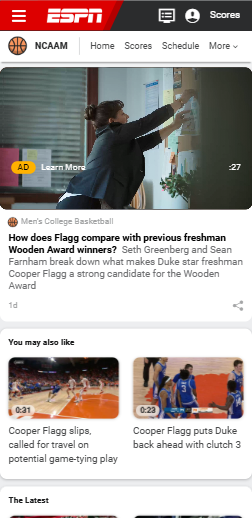 ESPN
Scores
NCAAM Home Scores Schedule More
AD Learn More :27
Men's College Basketball
How does Flagg compare with previous freshman
Wooden Award winners? Seth Greenberg and Sean
Farnham break down what makes Duke star freshman
Cooper Flagg a strong candidate for the Wooden
Award
1d
You may also like
0:31
0:23
Cooper Flagg slips,
called for travel on
potential game-tying play
Cooper Flagg puts Duke
back ahead with clutch 3
The Latest